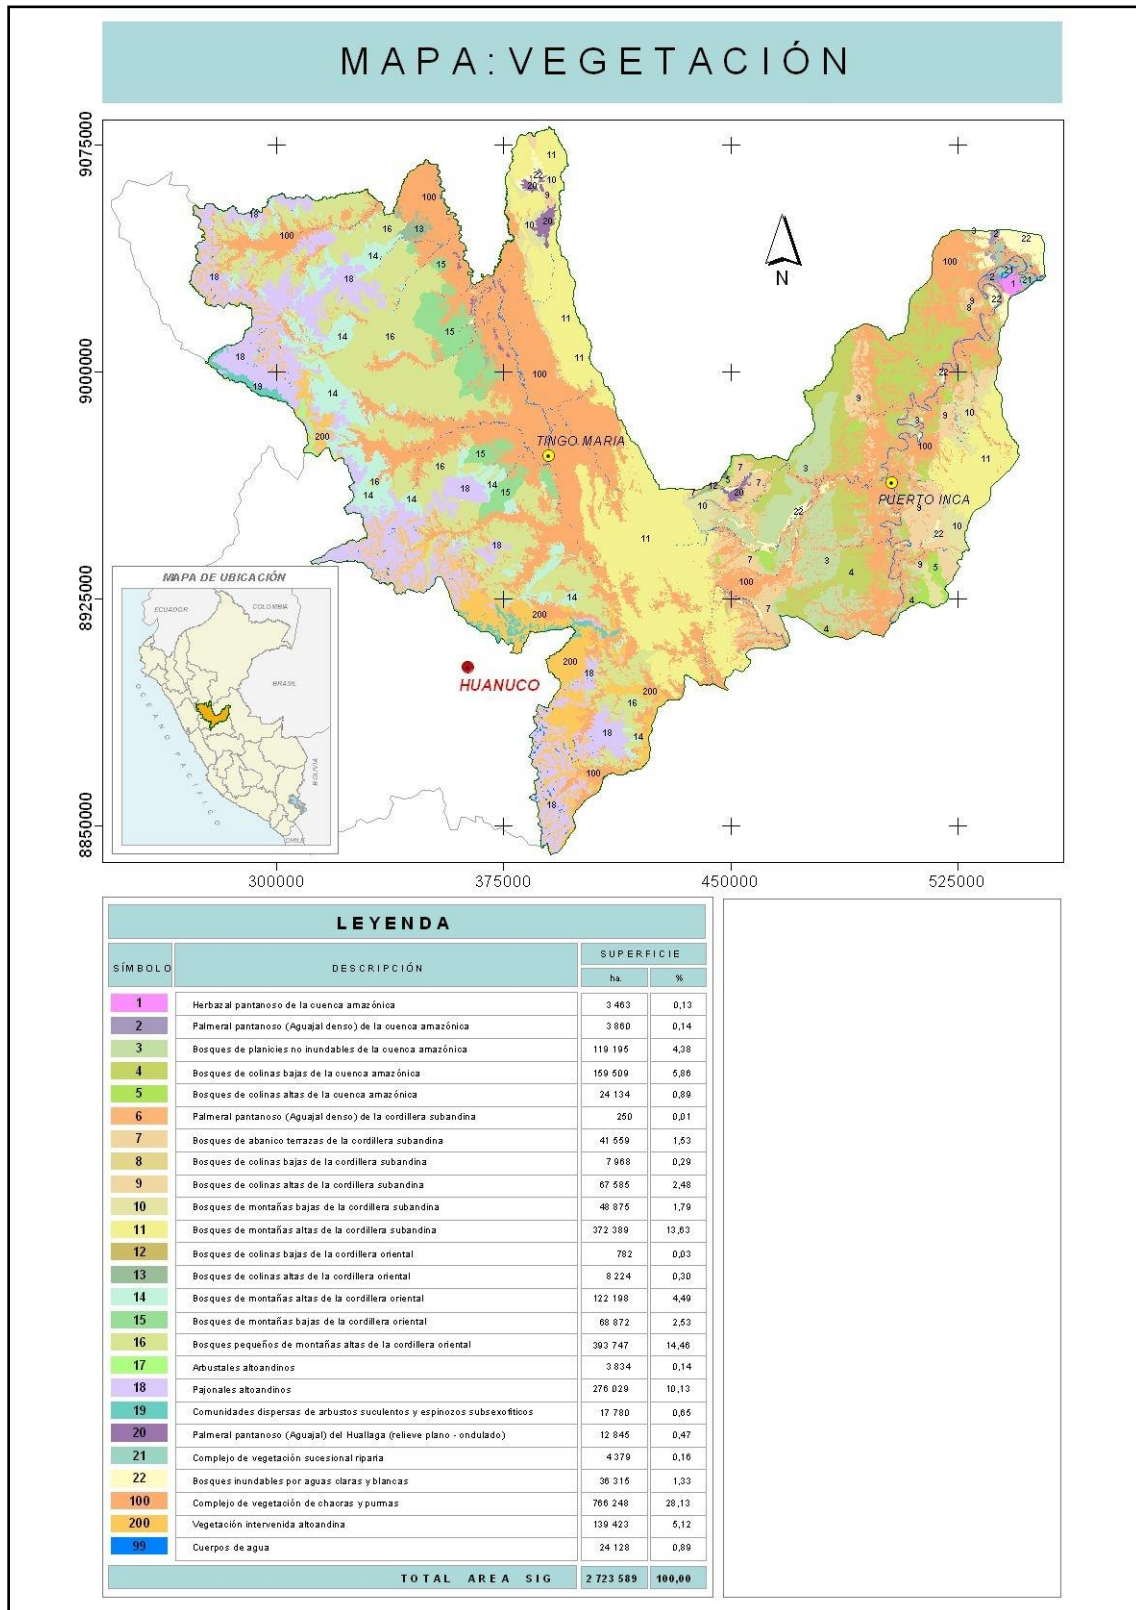 MAPA:VEGETACIÓN
9075000
9000000
8925000
8850000
300000
375000
450000
525000
N
TINGO MARIA
PUERTO INCA
HUANUCO
MAPA DE UBICACIÓN
ECUADOR
COLOMBIA
BRASIL
BOLIVIA
CHILE
OCEANO PACÍFICO
LEYENDA
SÍMBOLO DESCRIPCIÓN SUPERFICIE
ha. %
1 Herbazal pantanoso de la cuenca amazónica 3 463 0,13
2 Palmeral pantanoso (Aguajal denso) de la cuenca amazónica 3 860 0,14
3 Bosques de planicies no inundables de la cuenca amazónica 119 195 4,38
4 Bosques de colinas bajas de la cuenca amazónica 159 509 5,86
5 Bosques de colinas altas de la cuenca amazónica 24 134 0,89
6 Palmeral pantanoso (Aguajal denso) de la cordillera subandina 250 0,01
7 Bosques de abanico terrazas de la cordillera subandina 41 559 1,53
8 Bosques de colinas bajas de la cordillera subandina 7 968 0,29
9 Bosques de colinas altas de la cordillera subandina 67 585 2,48
10 Bosques de montañas bajas de la cordillera subandina 48 875 1,79
11 Bosques de montañas altas de la cordillera subandina 372 389 13,63
12 Bosques de colinas bajas de la cordillera oriental 782 0,03
13 Bosques de colinas altas de la cordillera oriental 8 224 0,30
14 Bosques de montañas altas de la cordillera oriental 122 198 4,49
15 Bosques de montañas bajas de la cordillera oriental 68 872 2,53
16 Bosques pequeños de montañas altas de la cordillera oriental 393 747 14,46
17 Arbustales altoandinos 3 834 0,14
18 Pajonales altoandinos 276 029 10,13
19 Comunidades dispersas de arbustos suculentos y espinozos subsexofiticos 17 780 0,65
20 Palmeral pantanoso (Aguajal) del Huallaga (relieve plano - ondulado) 12 845 0,47
21 Complejo de vegetación sucesional riparia 4 379 0,16
22 Bosques inundables por aguas claras y blancas 36 315 1,33
100 Complejo de vegetación de chacras y purmas 766 248 28,13
200 Vegetación intervenida altoandina 139 423 5,12
99 Cuerpos de agua 24 128 0,89
TOTAL AREA SIG 2 723 589 100,00